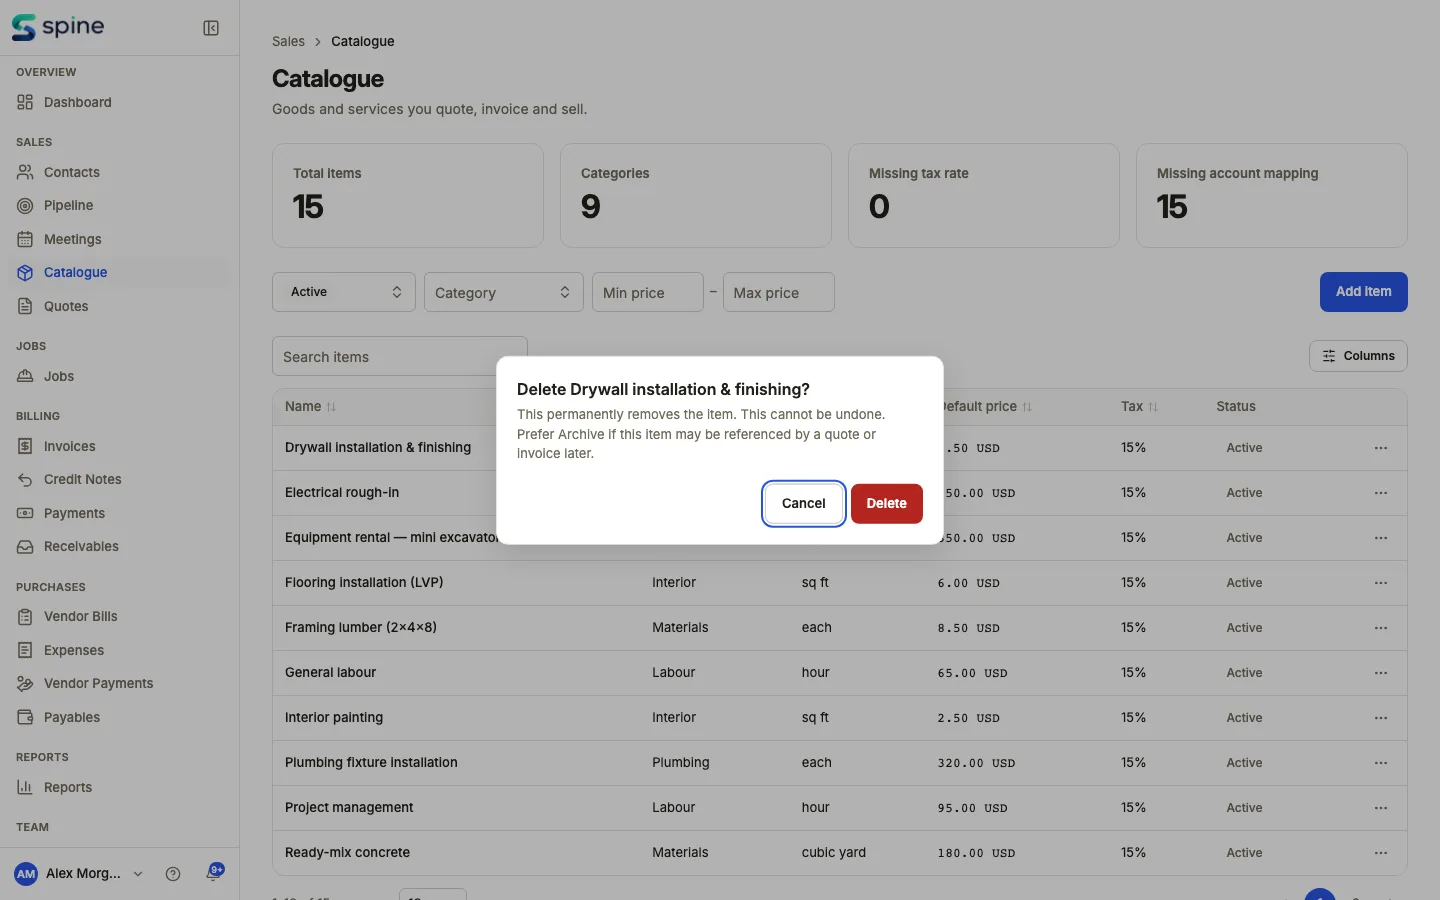 spine
OVERVIEW
Dashboard
SALES
Contacts
Pipeline
Meetings
Catalogue
Quotes
JOBS
Jobs
BILLING
Invoices
Credit Notes
Payments
Receivables
PURCHASES
Vendor Bills
Expenses
Vendor Payments
Payables
REPORTS
Reports
TEAM
AM Alex Morg... 9+
Sales > Catalogue
Catalogue
Goods and services you quote, invoice and sell.
Total items
15
Categories
9
Missing tax rate
0
Missing account mapping
15
Active Category Min price – Max price Add item
Search items Columns
Name Default price Tax Status
Drywall installation & finishing .50 USD 15% Active
Electrical rough-in 50.00 USD 15% Active
Equipment rental — mini excavator 50.00 USD 15% Active
Flooring installation (LVP) Interior sq ft 6.00 USD 15% Active
Framing lumber (2×4×8) Materials each 8.50 USD 15% Active
General labour Labour hour 65.00 USD 15% Active
Interior painting Interior sq ft 2.50 USD 15% Active
Plumbing fixture installation Plumbing each 320.00 USD 15% Active
Project management Labour hour 95.00 USD 15% Active
Ready-mix concrete Materials cubic yard 180.00 USD 15% Active
Delete Drywall installation & finishing?
This permanently removes the item. This cannot be undone.
Prefer Archive if this item may be referenced by a quote or
invoice later.
Cancel Delete